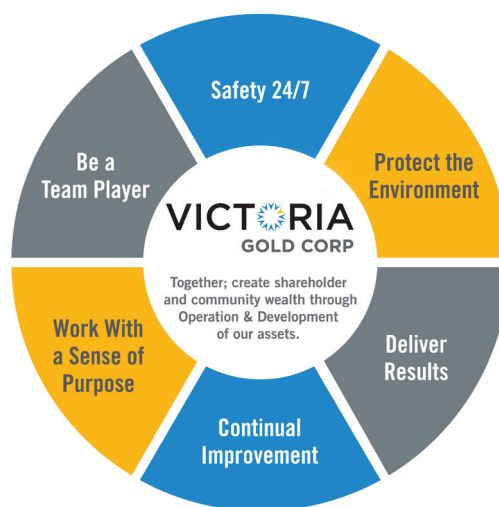 Safety 24/7
Protect the
Environment
Deliver
Results
Continual
Improvement
Work With
a Sense of
Purpose
Be a
Team Player
VICTORIA
GOLD CORP
Together; create shareholder
and community wealth through
Operation & Development
of our assets.